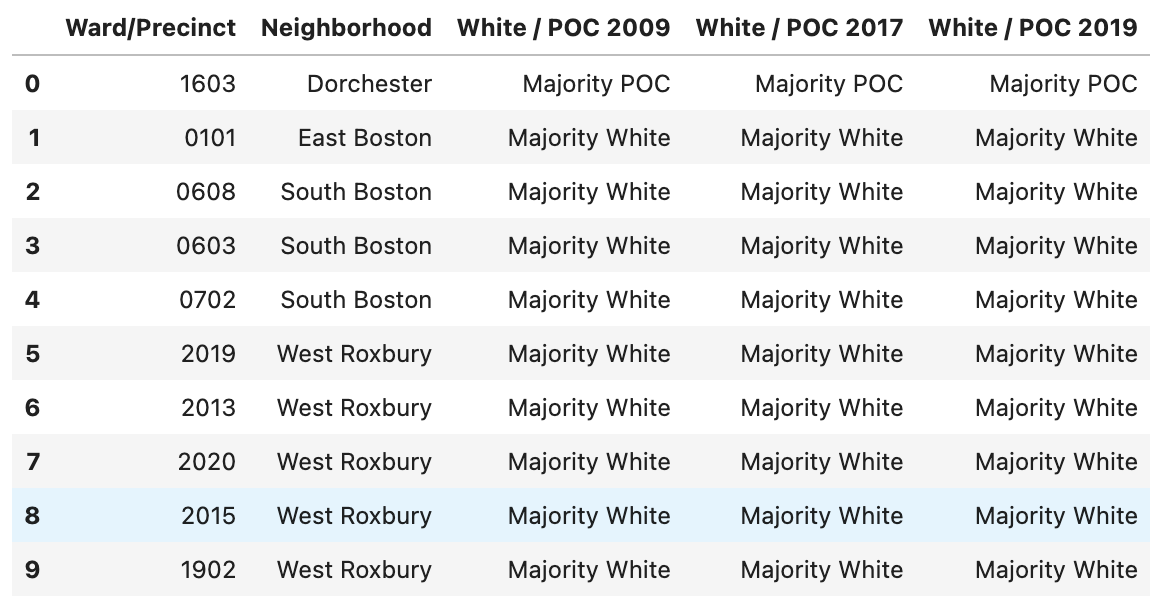 Ward/Precinct Neighborhood White / POC 2009 White / POC 2017 White / POC 2019
0 1603 Dorchester Majority POC Majority POC Majority POC
1 0101 East Boston Majority White Majority White Majority White
2 0608 South Boston Majority White Majority White Majority White
3 0603 South Boston Majority White Majority White Majority White
4 0702 South Boston Majority White Majority White Majority White
5 2019 West Roxbury Majority White Majority White Majority White
6 2013 West Roxbury Majority White Majority White Majority White
7 2020 West Roxbury Majority White Majority White Majority White
8 2015 West Roxbury Majority White Majority White Majority White
9 1902 West Roxbury Majority White Majority White Majority White